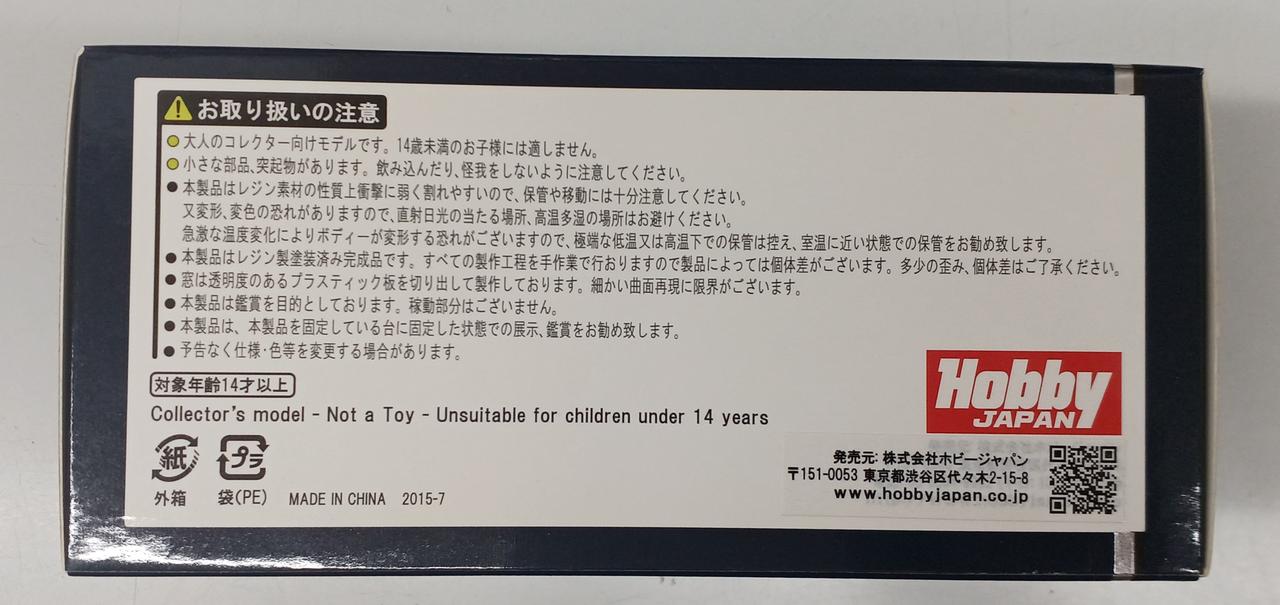 お取り扱いの注意
●大人のコレクター向けモデルです。14歳未満のお子様には適しません。
●小さな部品、突起物があります。飲み込んだり、怪我をしないように注意してください。
●本製品はレジン素材の性質上衝撃に弱く割れやすいので、保管や移動には十分注意してください。
又変形、変色の恐れがありますので、直射日光の当たる場所、高温多湿の場所はお避けください。
急激な温度変化によりボディーが変形する恐れがございますので、極端な低温又は高温下での保管は控え、室温に近い状態での保管をお勧め致します。
●本製品はレジン製塗装済み完成品です。すべての製作工程を手作業で行おりますので製品によっては個体差がございます。多少の歪み、個体差はご了承ください。
●窓は透明度のあるプラスティック板を切り出して製作しております。細かい曲面再現に限界がございます。
●本製品は鑑賞を目的としております。稼動部分はございません。
●本製品は、本製品を固定している台に固定した状態での展示、鑑賞をお勧め致します。
●予告なく仕様・色等を変更する場合があります。
対象年齢14才以上
Collector's model - Not a Toy - Unsuitable for children under 14 years
紙 プラ
外箱 袋(PE) MADE IN CHINA 2015-7
Hobby
JAPAN
発売元: 株式会社ホビージャパン
〒151-0053 東京都渋谷区代々木2-15-8
www.hobbyjapan.co.jp